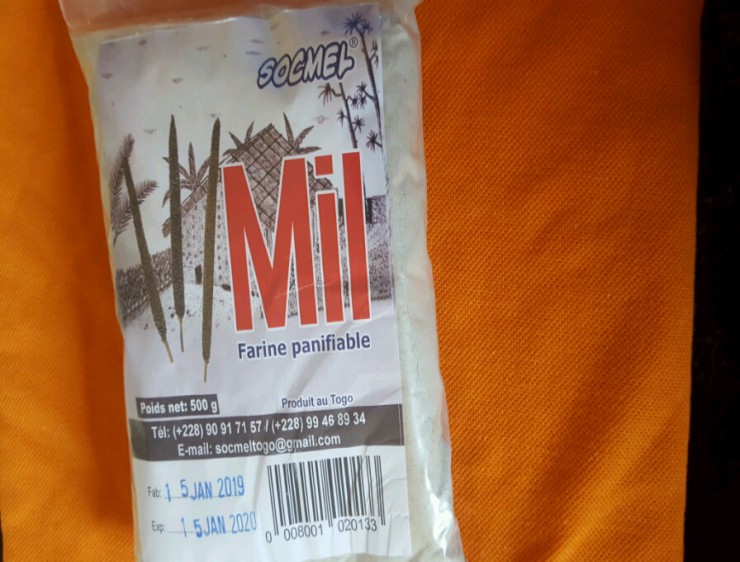 SOCMEL®
Mil
Farine panifiable
Poids net: 500 g
Produit au Togo
Tél: (+228) 90 91 71 57 / (+228) 99 46 89 34
E-mail: socmeltogo@gmail.com
Fab: 15 JAN 2019
Exp: 15 JAN 2020
0 008001 020133